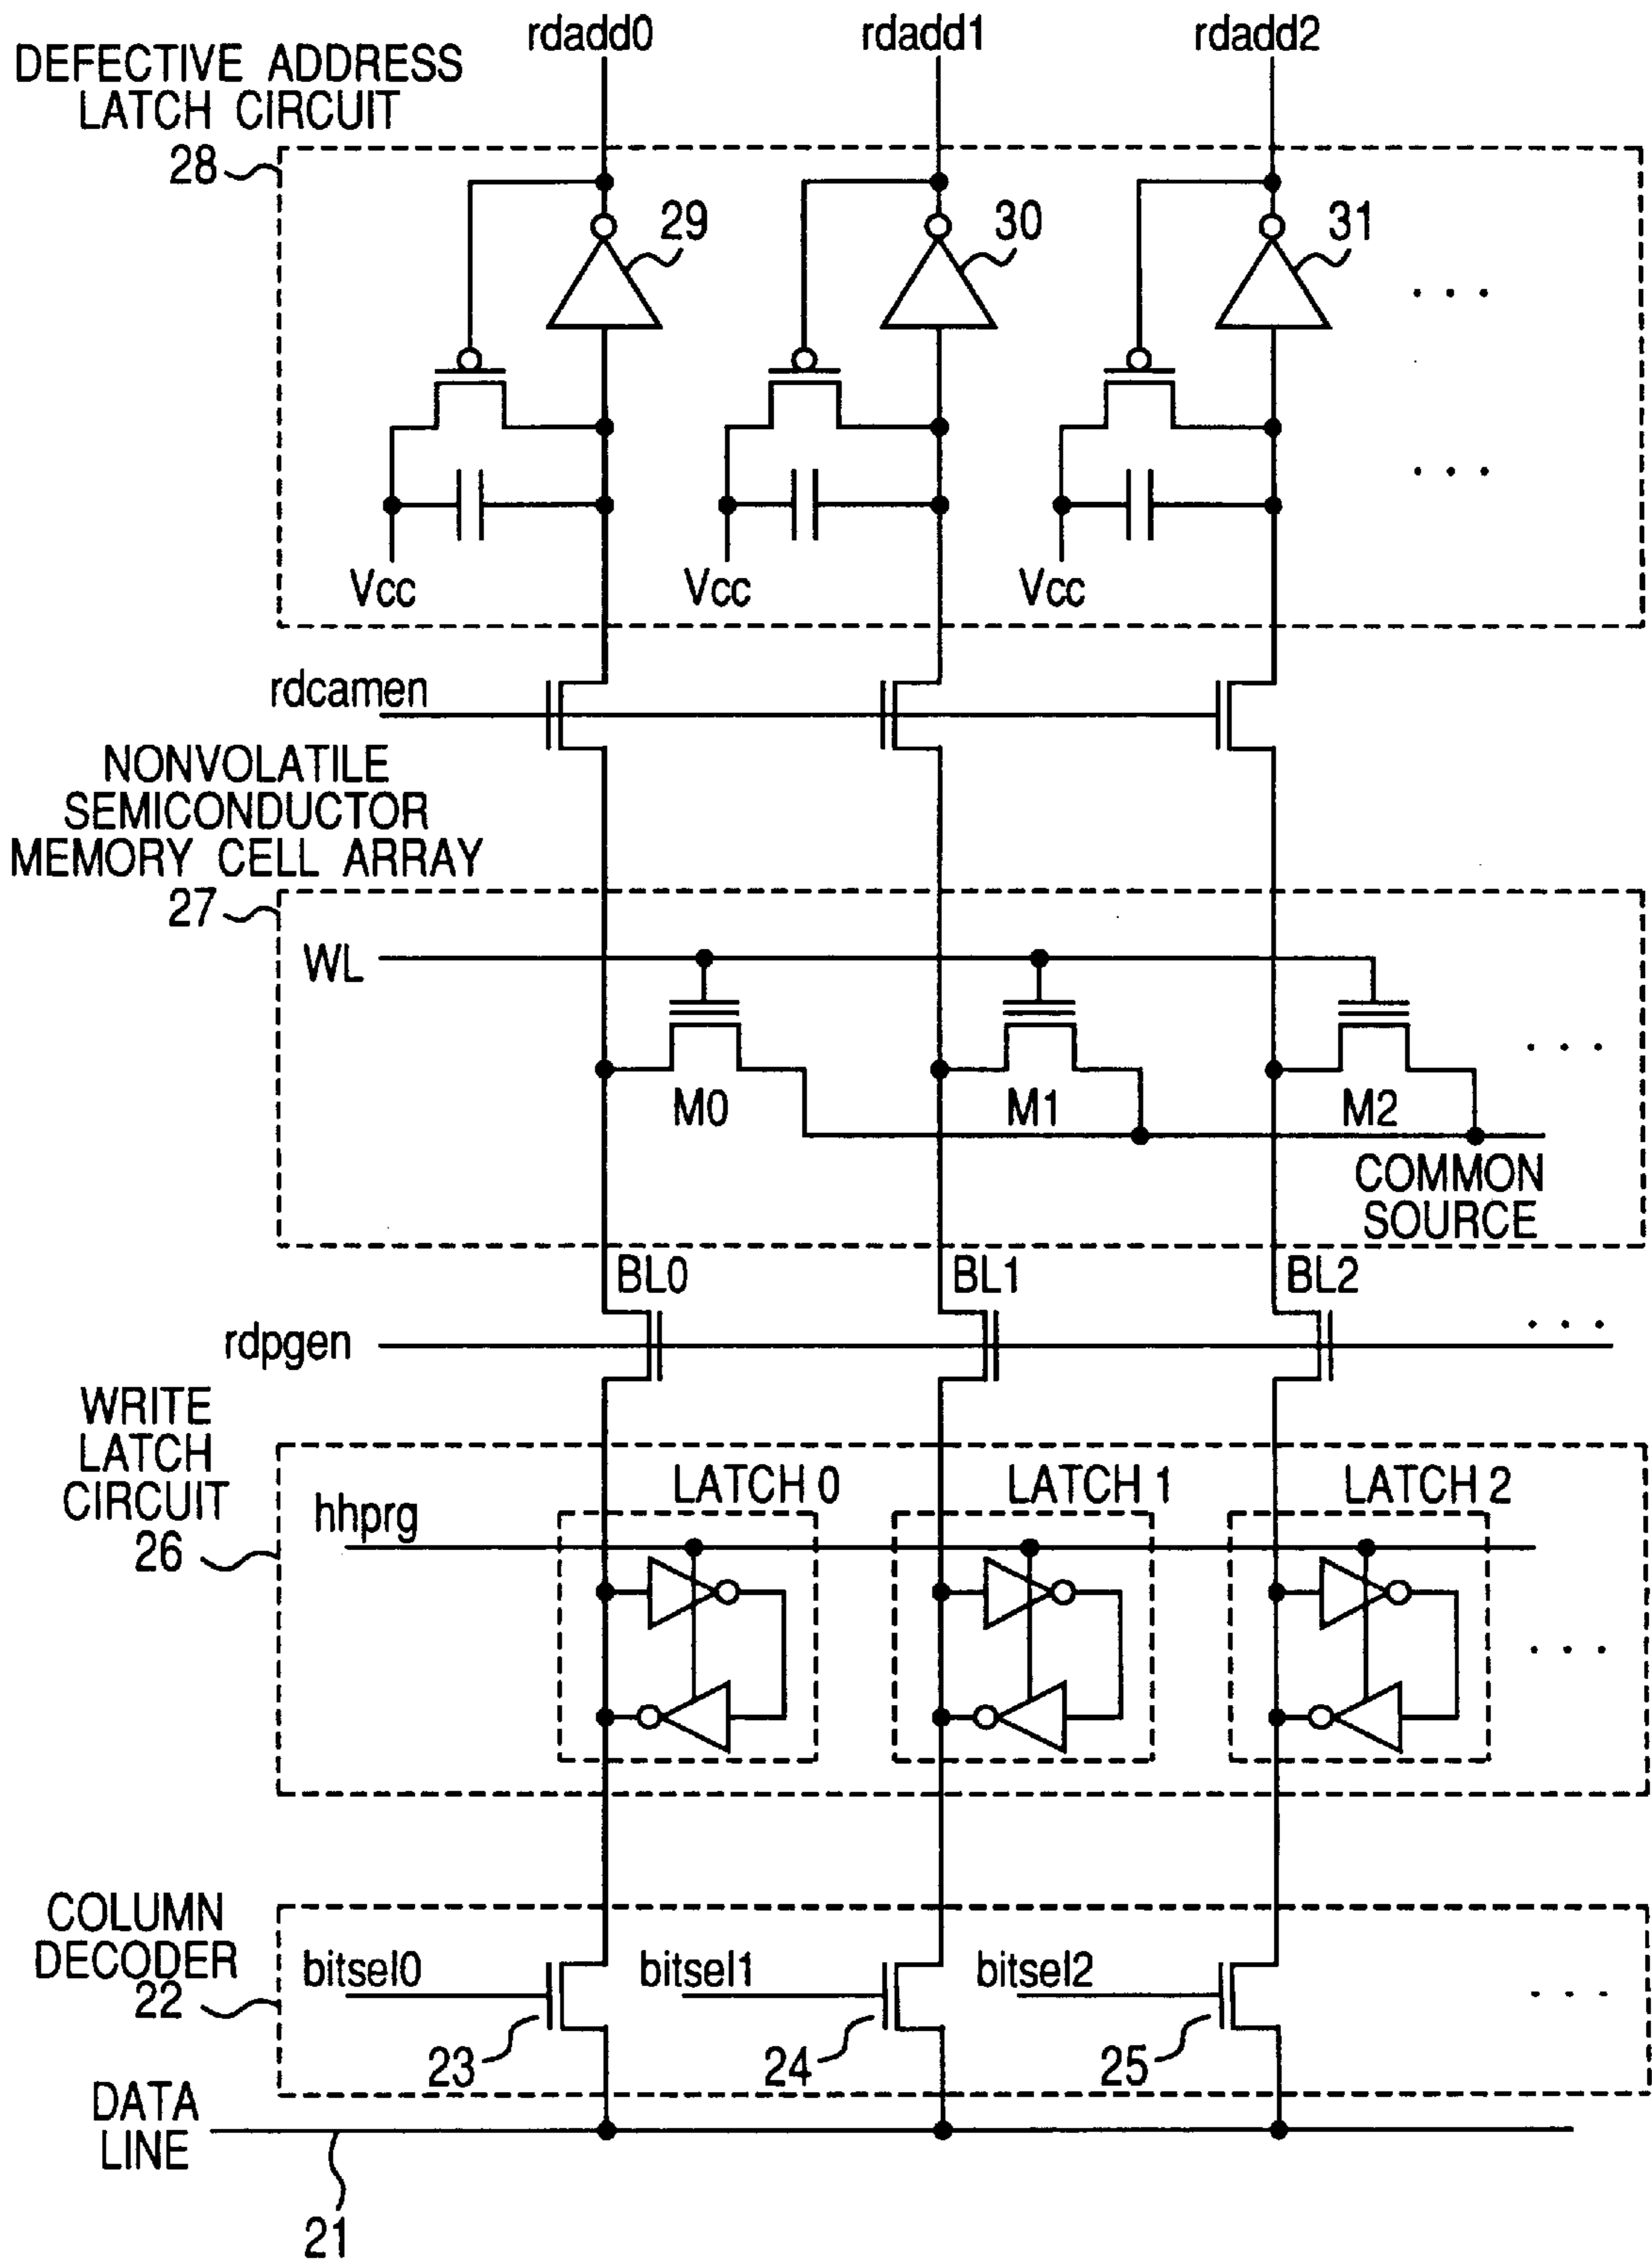 rdadd0 rdadd1 rdadd2
DEFECTIVE ADDRESS
LATCH CIRCUIT
28
29 30 31
Vcc Vcc Vcc
rdcamen
NONVOLATILE
SEMICONDUCTOR
MEMORY CELL ARRAY
27
WL
M0 M1 M2
COMMON
SOURCE
BL0 BL1 BL2
rdpgen
WRITE
LATCH
CIRCUIT
26
LATCH 0 LATCH 1 LATCH 2
hhprg
COLUMN
DECODER
22
bitsel0 bitsel1 bitsel2
23 24 25
DATA
LINE
21